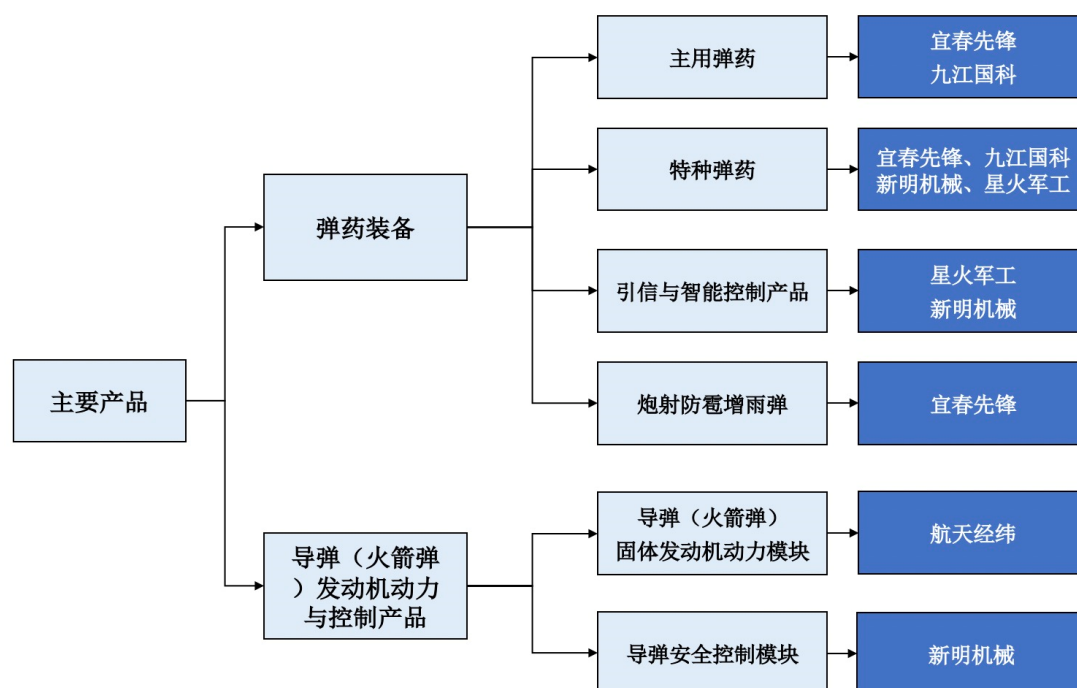 主用弹药
宜春先锋
九江国科
特种弹药
宜春先锋、九江国科
新明机械、星火军工
弹药装备
引信与智能控制产品
星火军工
新明机械
主要产品
炮射防雹增雨弹
宜春先锋
导弹（火箭弹）
固体发动机动力模块
航天经纬
导弹（火箭弹
）发动机动力
与控制产品
导弹安全控制模块
新明机械